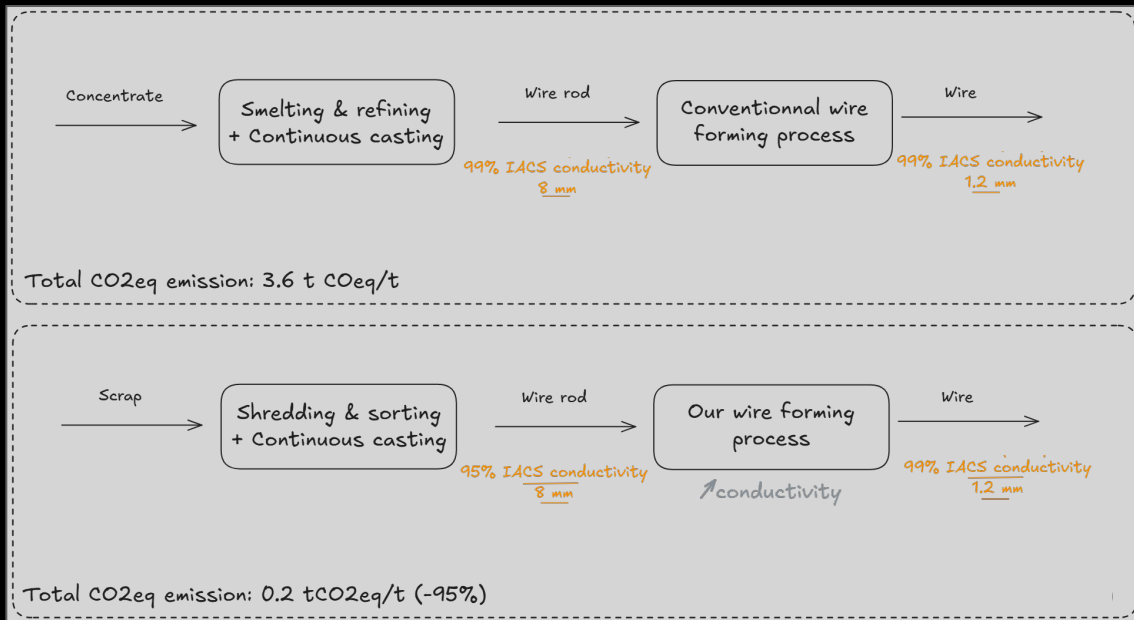 Concentrate
Smelting & refining
+ Continuous casting
Wire rod
99% IACS conductivity
8 mm
Conventionnal wire
forming process
Wire
99% IACS conductivity
1.2 mm
Total CO2eq emission: 3.6 t COeq/t
Scrap
Shredding & sorting
+ Continuous casting
Wire rod
95% IACS conductivity
8 mm
Our wire forming
process
↗conductivity
Wire
99% IACS conductivity
1.2 mm
Total CO2eq emission: 0.2 tCO2eq/t (-95%)